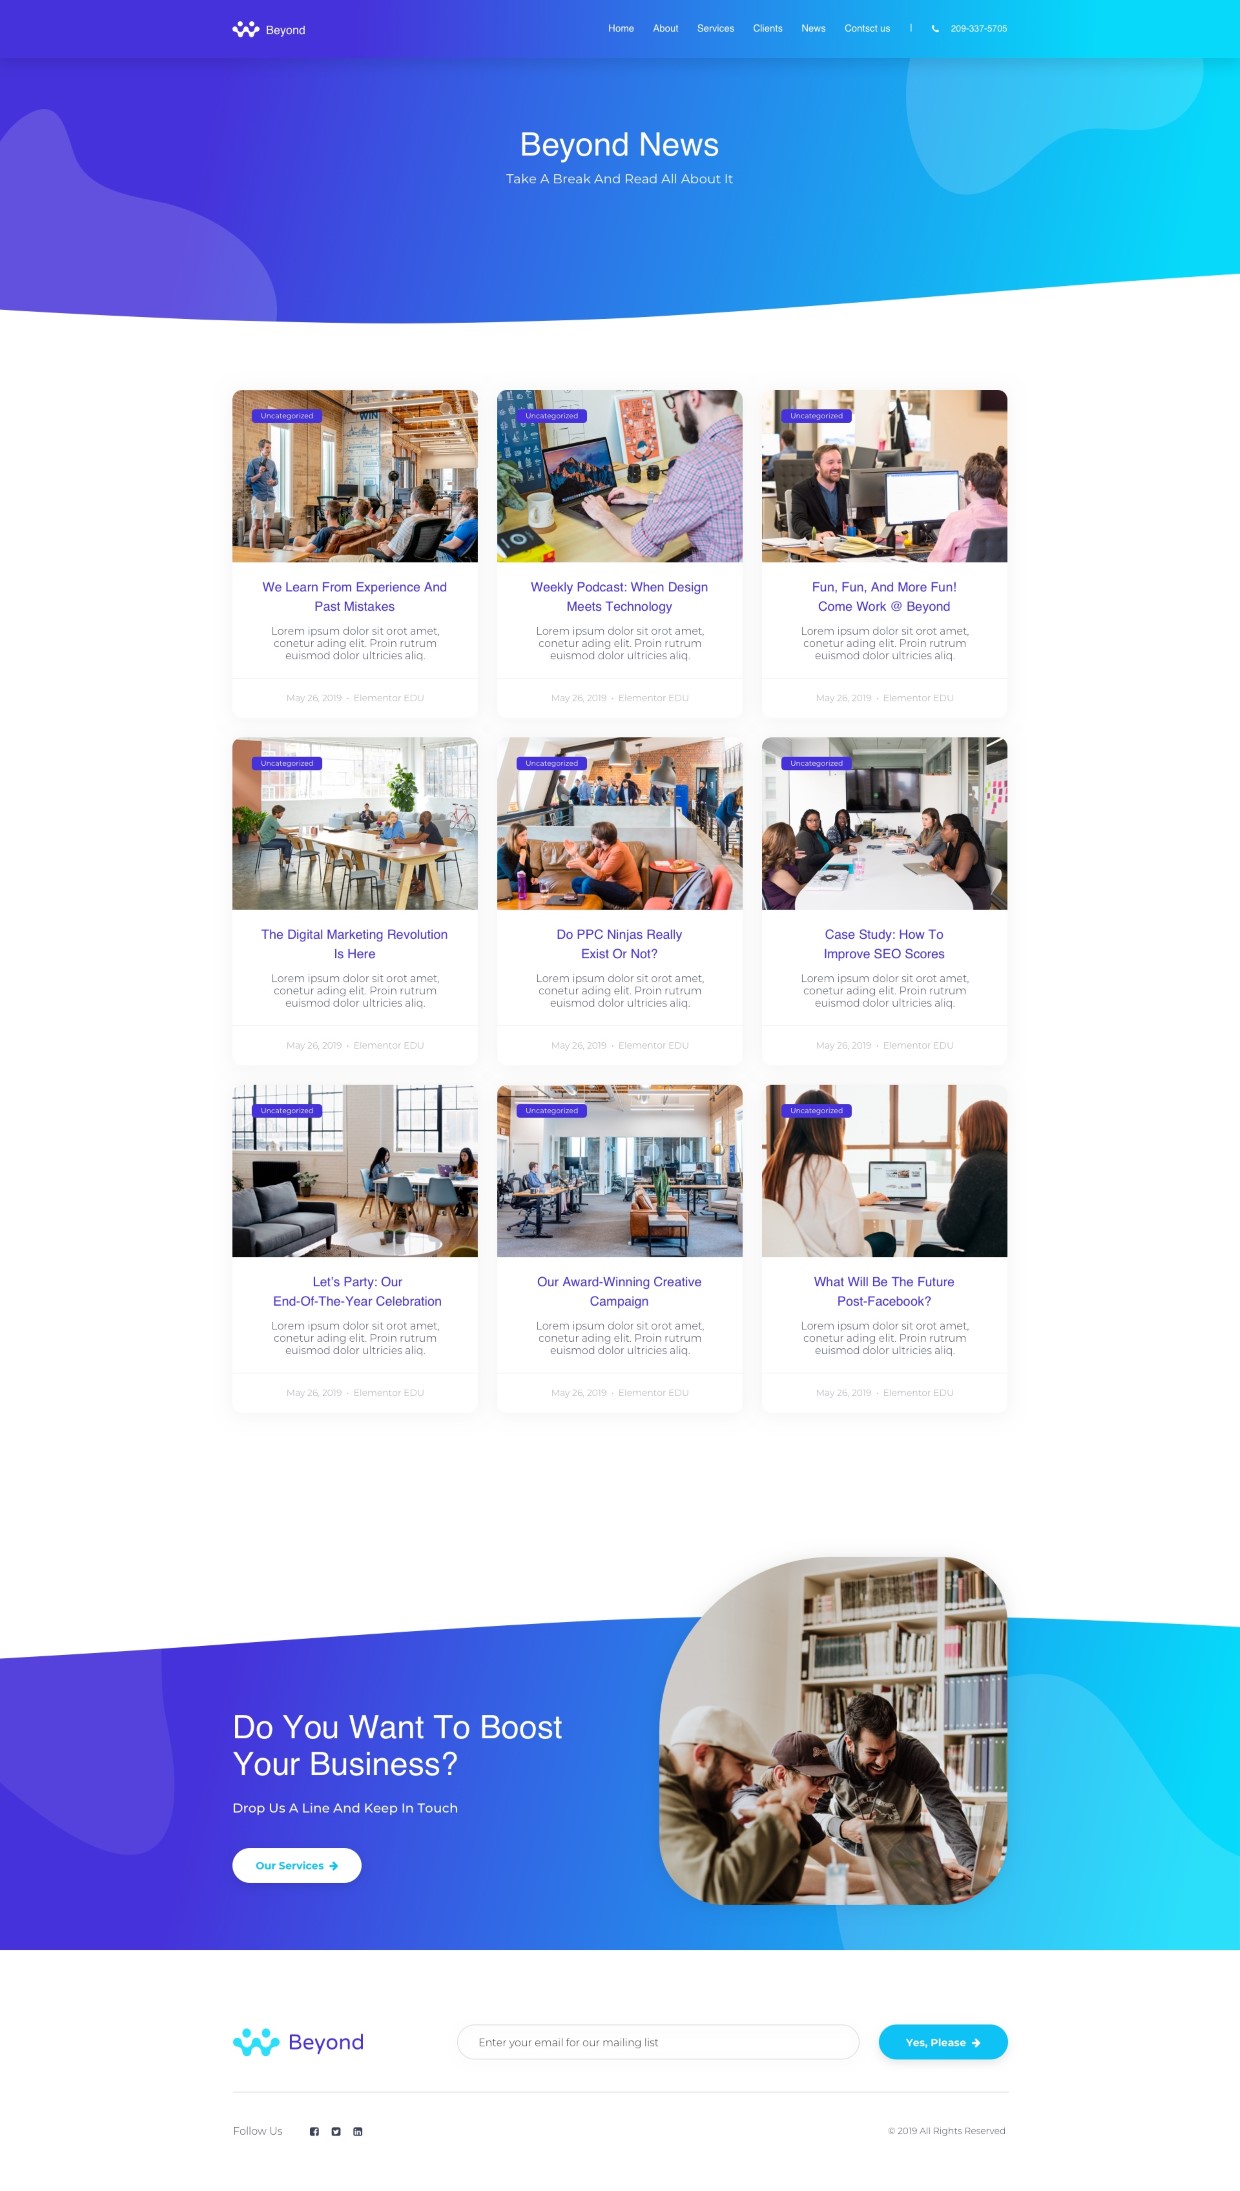 Beyond
Home About Services Clients News Contsct us | 209-337-5705
Beyond News
Take A Break And Read All About It
Uncategorized
Uncategorized
Uncategorized
WIN
We Learn From Experience And
Past Mistakes
Lorem ipsum dolor sit orot amet,
conetur ading elit. Proin rutrum
euismod dolor ultricies aliq.
May 26, 2019 • Elementor EDU
Weekly Podcast: When Design
Meets Technology
Lorem ipsum dolor sit orot amet,
conetur ading elit. Proin rutrum
euismod dolor ultricies aliq.
May 26, 2019 • Elementor EDU
Fun, Fun, And More Fun!
Come Work @ Beyond
Lorem ipsum dolor sit orot amet,
conetur ading elit. Proin rutrum
euismod dolor ultricies aliq.
May 26, 2019 • Elementor EDU
Uncategorized
Uncategorized
Uncategorized
The Digital Marketing Revolution
Is Here
Lorem ipsum dolor sit orot amet,
conetur ading elit. Proin rutrum
euismod dolor ultricies aliq.
May 26, 2019 • Elementor EDU
Do PPC Ninjas Really
Exist Or Not?
Lorem ipsum dolor sit orot amet,
conetur ading elit. Proin rutrum
euismod dolor ultricies aliq.
May 26, 2019 • Elementor EDU
Case Study: How To
Improve SEO Scores
Lorem ipsum dolor sit orot amet,
conetur ading elit. Proin rutrum
euismod dolor ultricies aliq.
May 26, 2019 • Elementor EDU
Uncategorized
Uncategorized
Uncategorized
Let's Party: Our
End-Of-The-Year Celebration
Lorem ipsum dolor sit orot amet,
conetur ading elit. Proin rutrum
euismod dolor ultricies aliq.
May 26, 2019 • Elementor EDU
Our Award-Winning Creative
Campaign
Lorem ipsum dolor sit orot amet,
conetur ading elit. Proin rutrum
euismod dolor ultricies aliq.
May 26, 2019 • Elementor EDU
What Will Be The Future
Post-Facebook?
Lorem ipsum dolor sit orot amet,
conetur ading elit. Proin rutrum
euismod dolor ultricies aliq.
May 26, 2019 • Elementor EDU
Do You Want To Boost
Your Business?
Drop Us A Line And Keep In Touch
Our Services
Beyond
Enter your email for our mailing list
Yes, Please
Follow Us
© 2019 All Rights Reserved